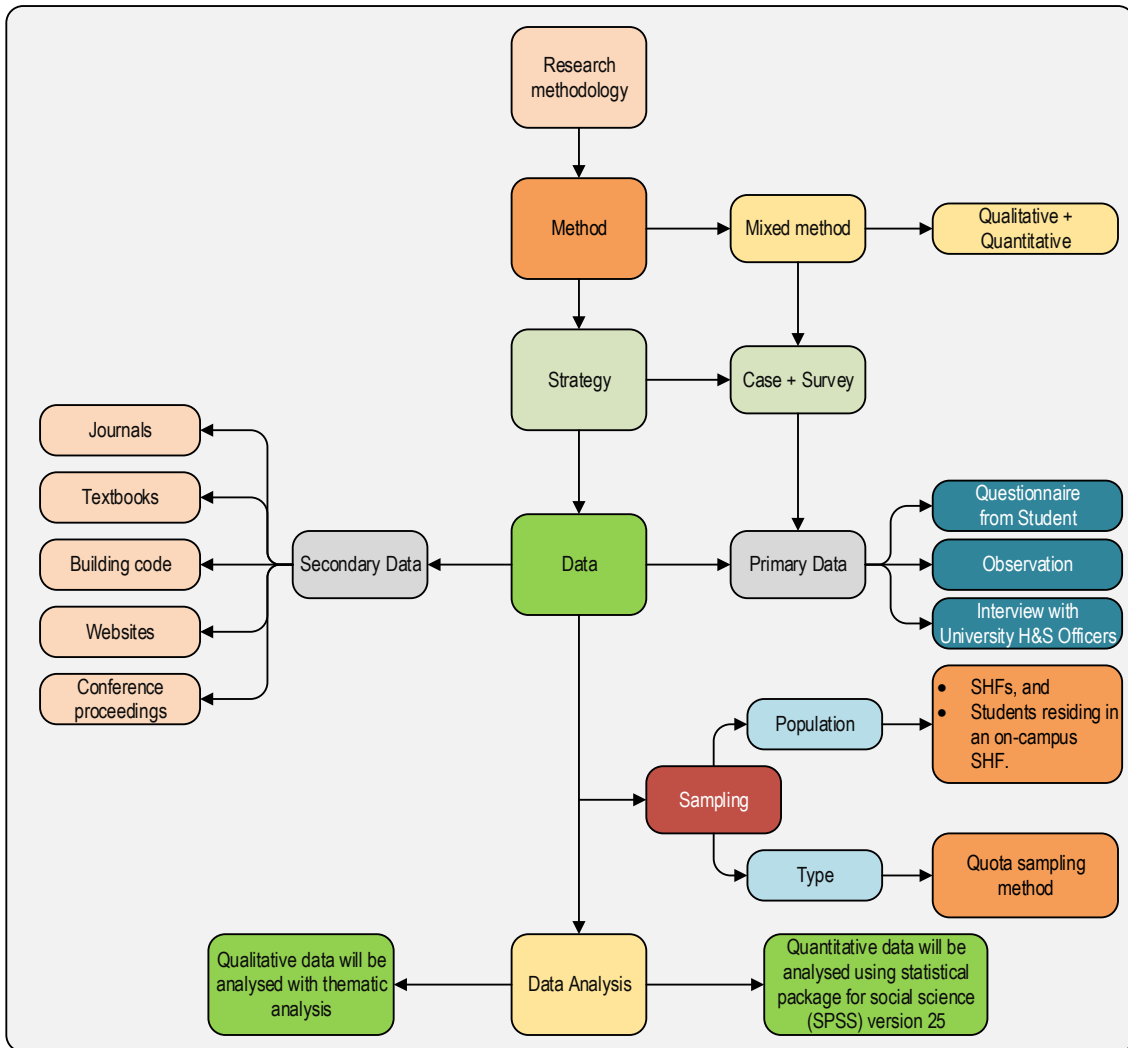 Research
methodology
Method
Mixed method
Qualitative +
Quantitative
Strategy
Case + Survey
Journals
Textbooks
Building code
Websites
Conference
proceedings
Secondary Data
Data
Primary Data
Questionnaire
from Student
Observation
Interview with
University H&S Officers
Population
• SHFs, and
• Students residing in
an on-campus
SHF.
Sampling
Type
Quota sampling
method
Qualitative data will be
analysed with thematic
analysis
Data Analysis
Quantitative data will be
analysed using statistical
package for social science
(SPSS) version 25